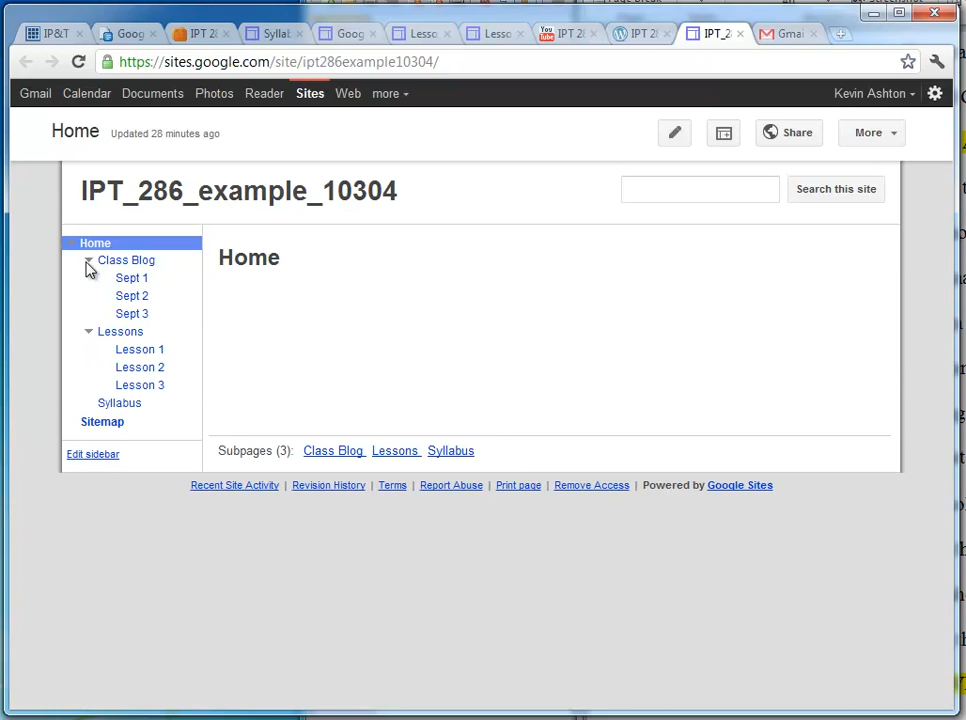 IP&T Goog IPT 28 Syllab Goog Lesso Lesso YouTube IPT 28 IPT 28 IPT_2 Gmai
https://sites.google.com/site/ipt286example10304/
Gmail Calendar Documents Photos Reader Sites Web more Kevin Ashton
Home Updated 28 minutes ago Share More
IPT_286_example_10304 Search this site
Home
Class Blog
Sept 1
Sept 2
Sept 3
Lessons
Lesson 1
Lesson 2
Lesson 3
Syllabus
Sitemap
Edit sidebar
Home
Subpages (3): Class Blog Lessons Syllabus
Recent Site Activity | Revision History | Terms | Report Abuse | Print page | Remove Access | Powered by Google Sites